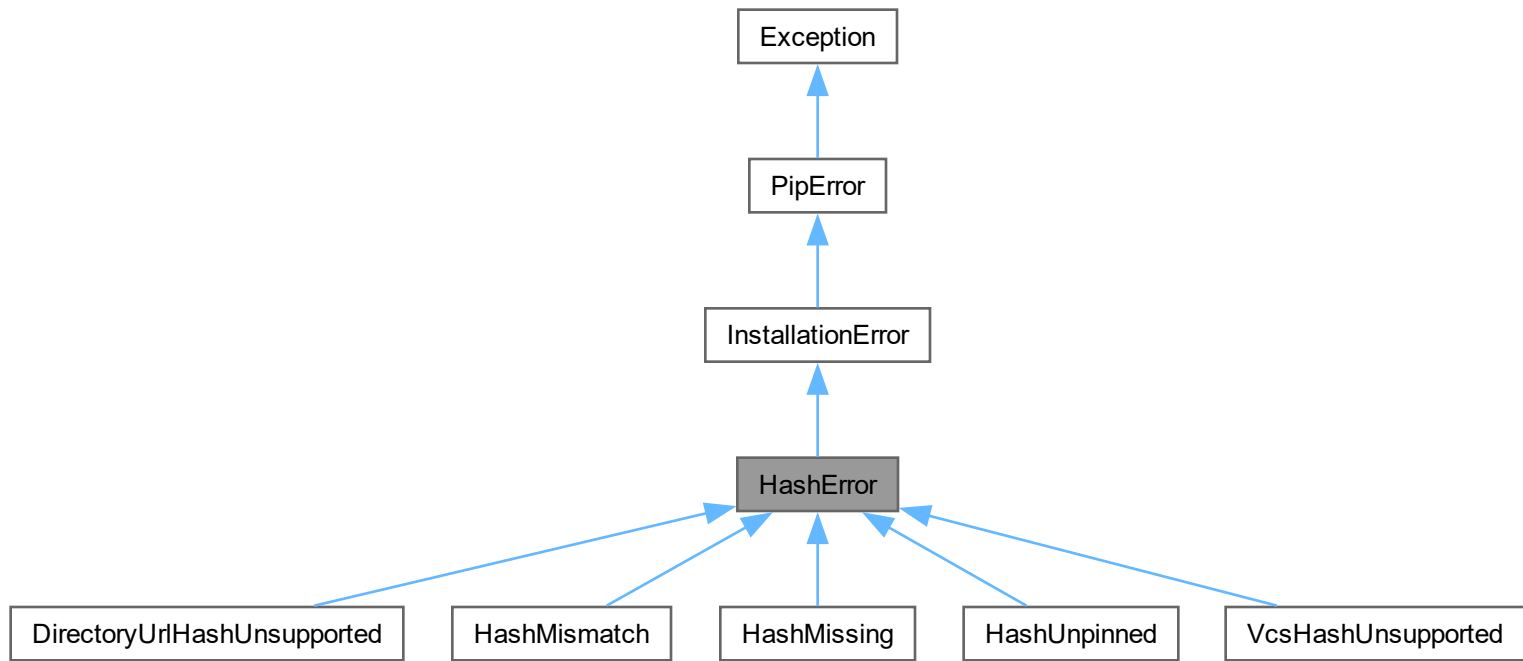 Exception
PipError
InstallationError
HashError
DirectoryUrlHashUnsupported
HashMismatch
HashMissing
HashUnpinned
VcsHashUnsupported